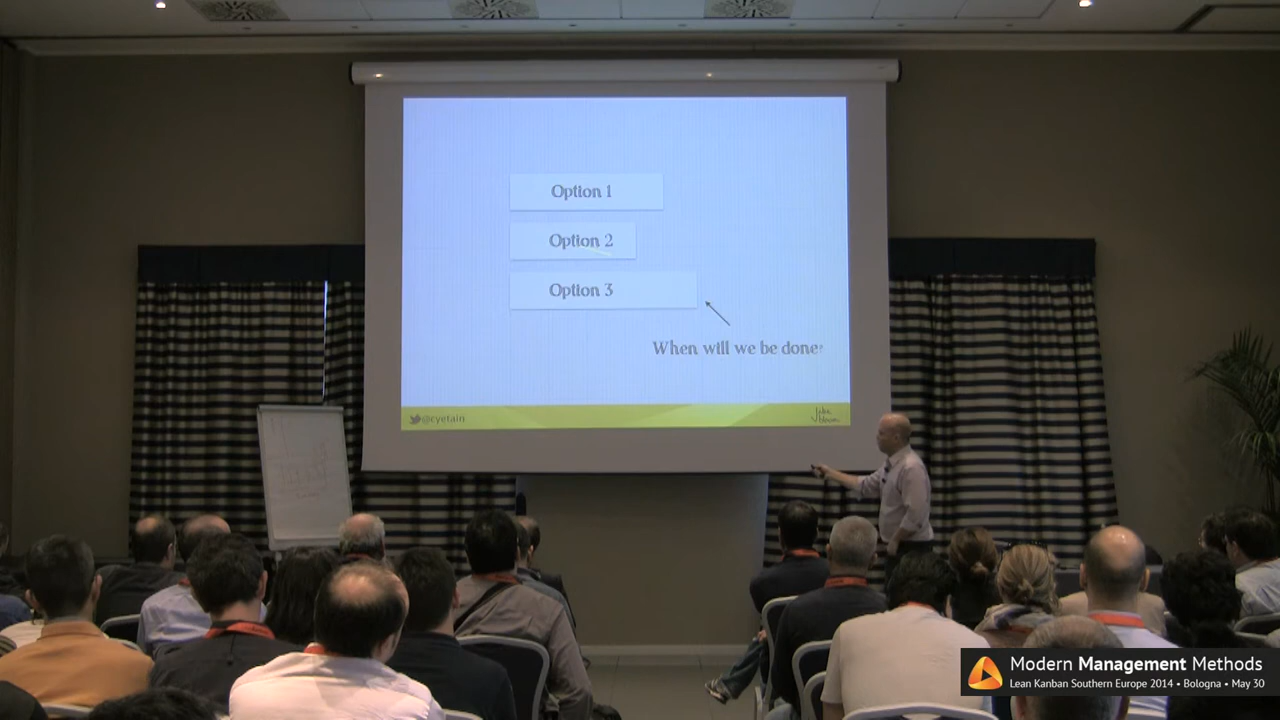 Option 1
Option 2
Option 3
When will we be done
@cyetain
Modern Management Methods
Lean Kanban Southern Europe 2014 • Bologna • May 30